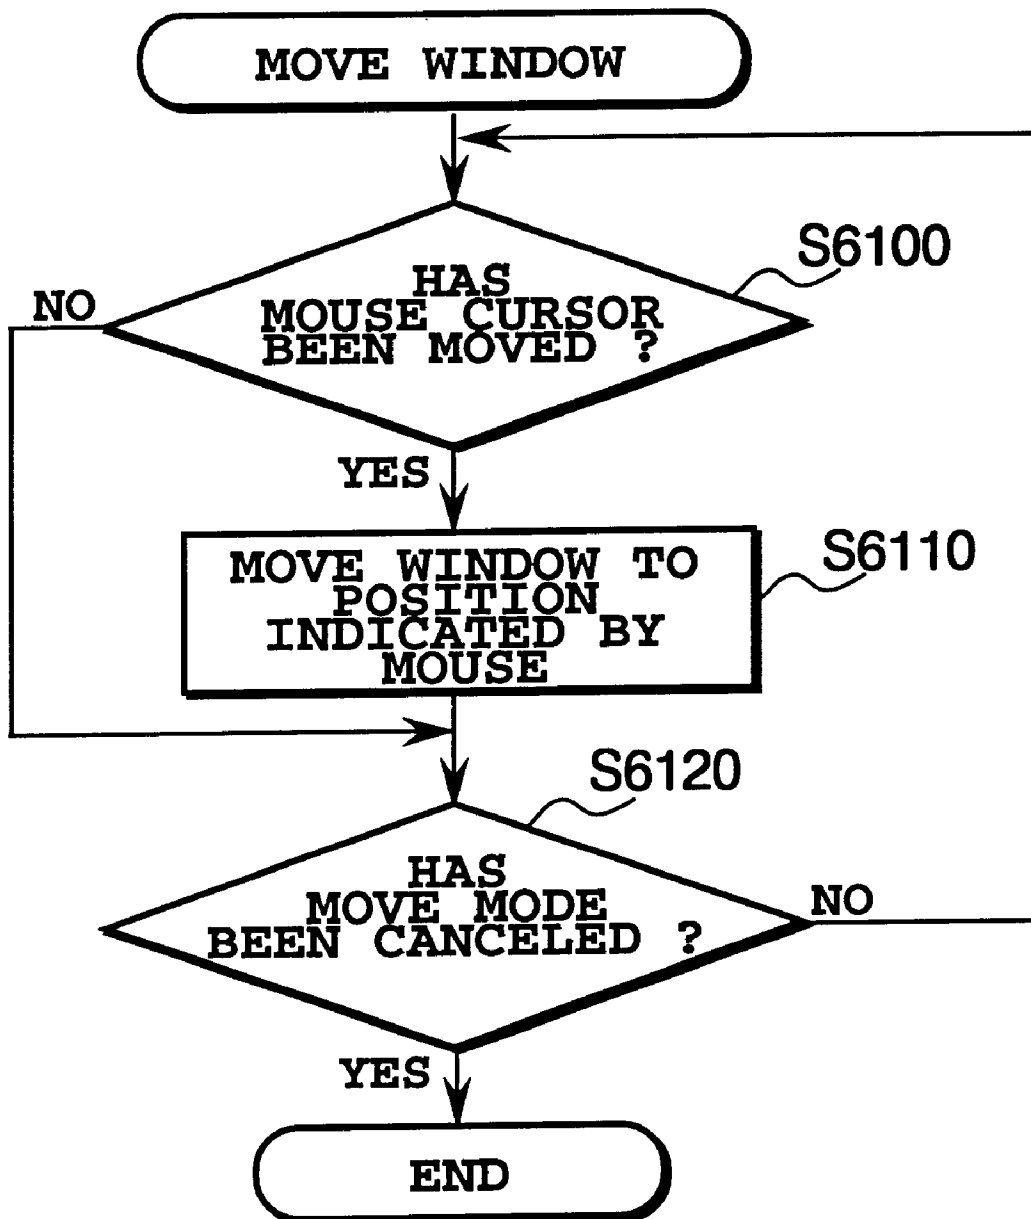 MOVE WINDOW
S6100
HAS
NO
MOUSE CURSOR
BEEN MOVED ?
YES
S6110
MOVE WINDOW TO
POSITION
INDICATED BY
MOUSE
S6120
HAS
MOVE MODE
NO
BEEN CANCELED ?
YES
END